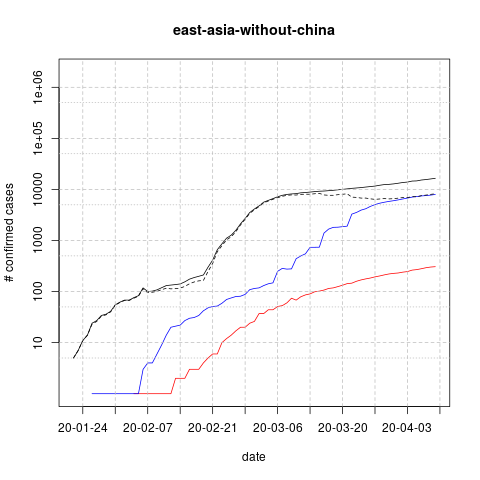 east-asia-without-china
# confirmed cases
1e+06
1e+05
10000
1000
100
10
20-01-24
20-02-07
20-02-21
20-03-06
20-03-20
20-04-03
date